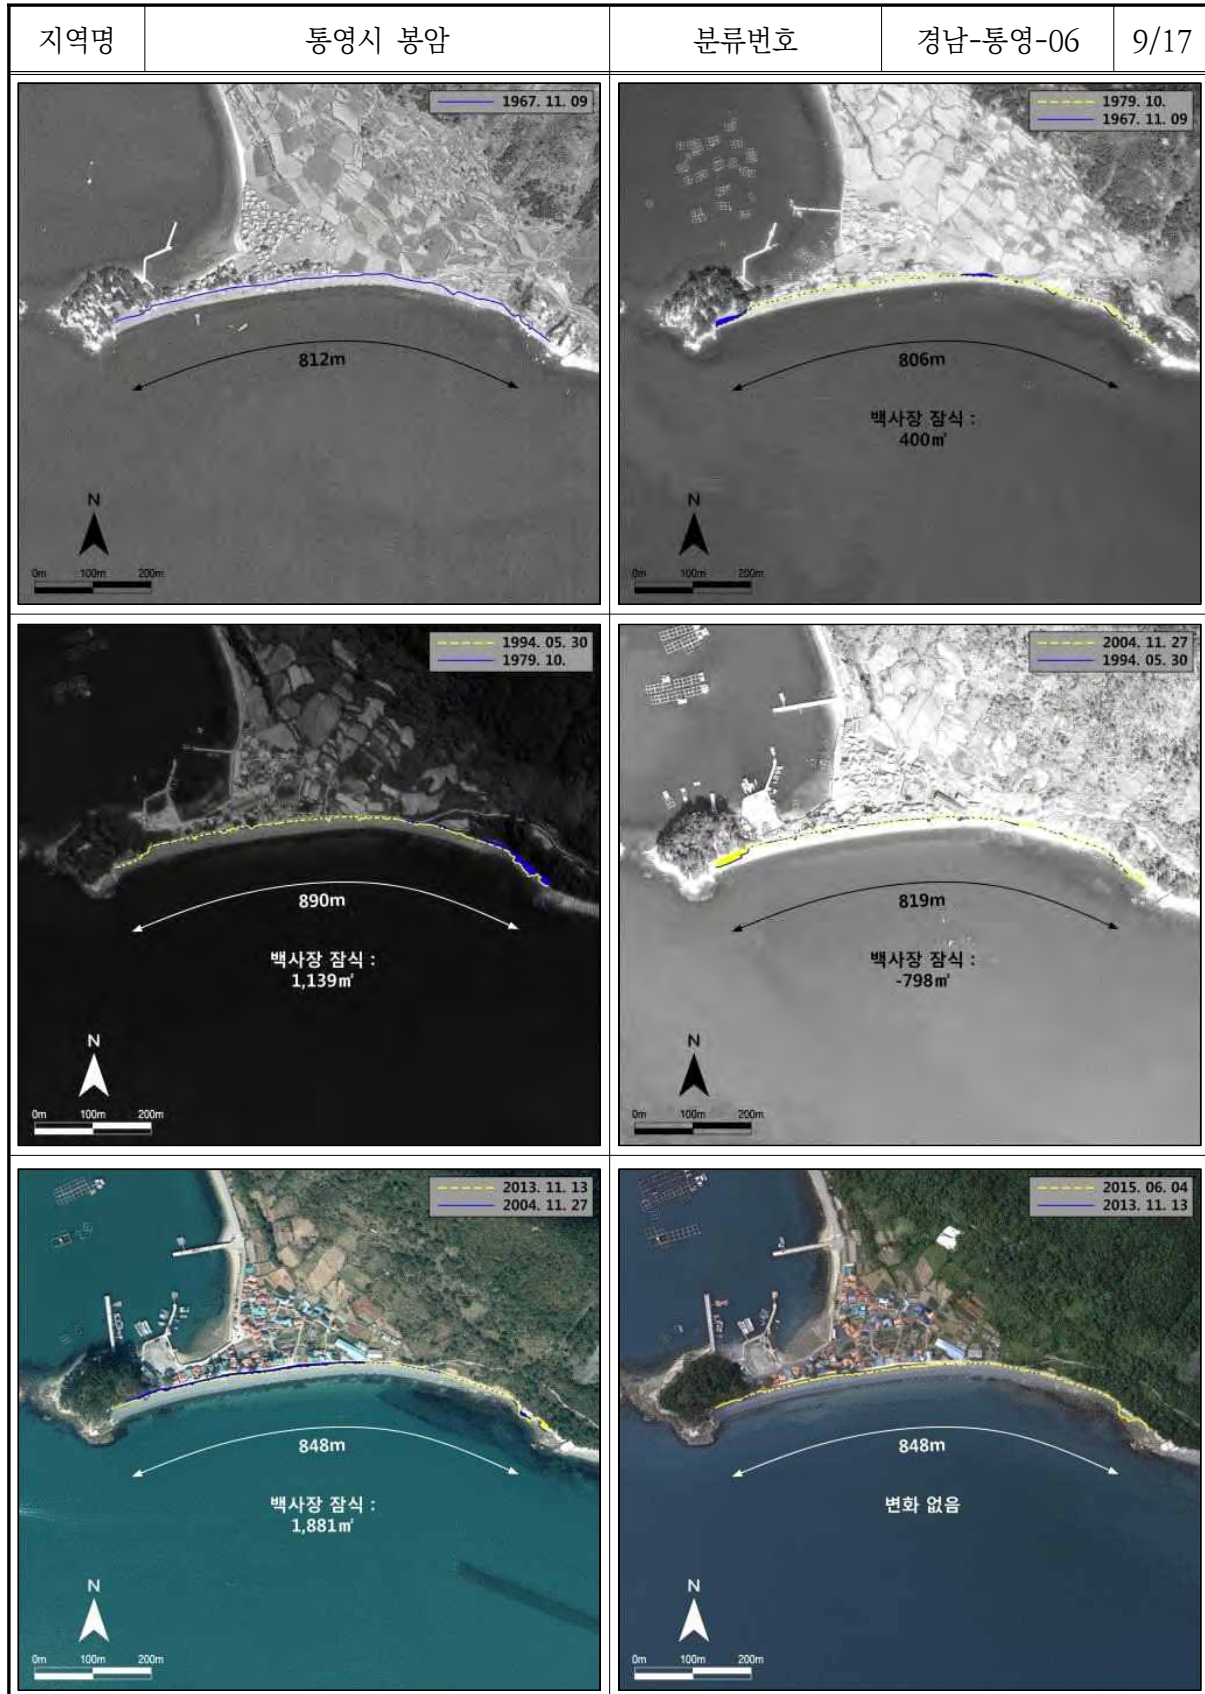 지역명 통영시 봉암 분류번호 경남-통영-06 9/17
1967. 11. 09
812m
N
0m 100m 200m
1979. 10.
1967. 11. 09
806m
백사장 잠식 :
400㎡
N
0m 100m 200m
1994. 05. 30
1979. 10.
890m
백사장 잠식 :
1,139㎡
N
0m 100m 200m
2004. 11. 27
1994. 05. 30
819m
백사장 잠식 :
-798㎡
N
0m 100m 200m
2013. 11. 13
2004. 11. 27
848m
백사장 잠식 :
1,881㎡
N
0m 100m 200m
2015. 06. 04
2013. 11. 13
848m
변화 없음
N
0m 100m 200m